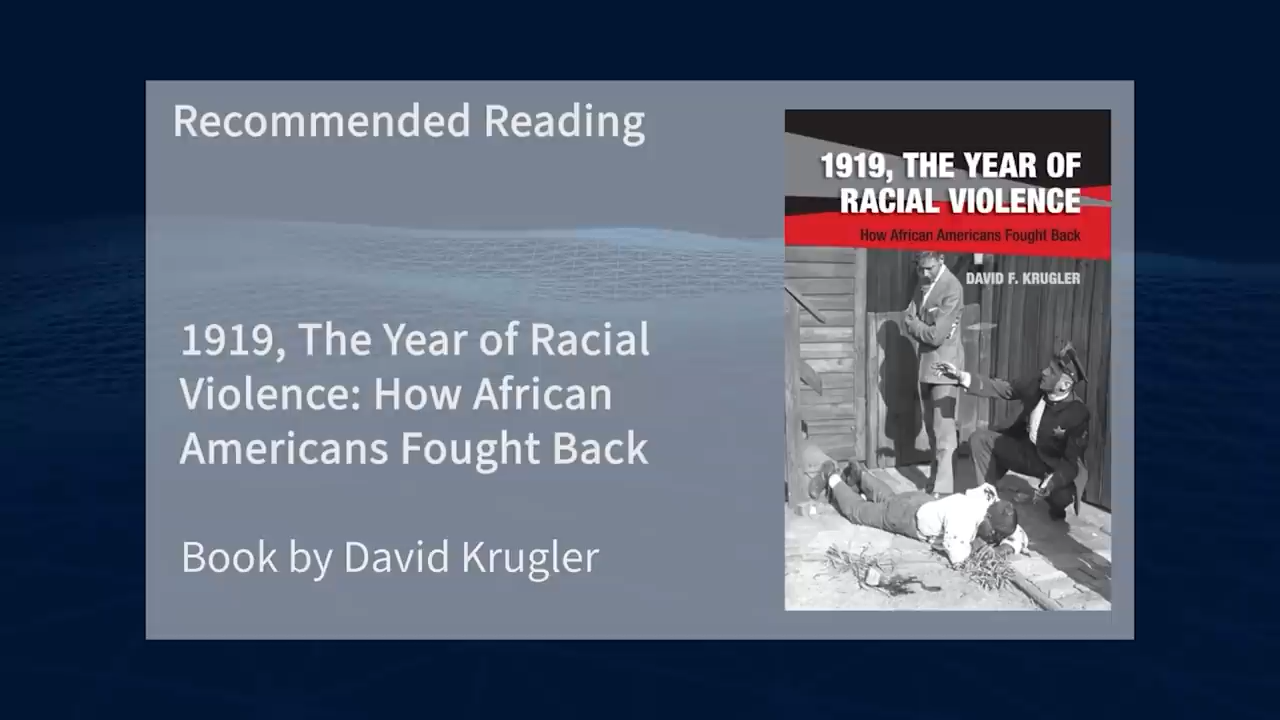 Recommended Reading
1919, The Year of Racial
Violence: How African
Americans Fought Back
Book by David Krugler
1919, THE YEAR OF
RACIAL VIOLENCE
How African Americans Fought Back
DAVID F. KRUGLER